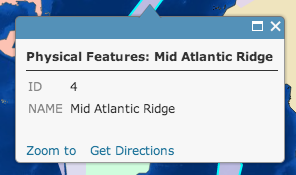 Physical Features: Mid Atlantic Ridge
ID 4
NAME Mid Atlantic Ridge
Zoom to Get Directions